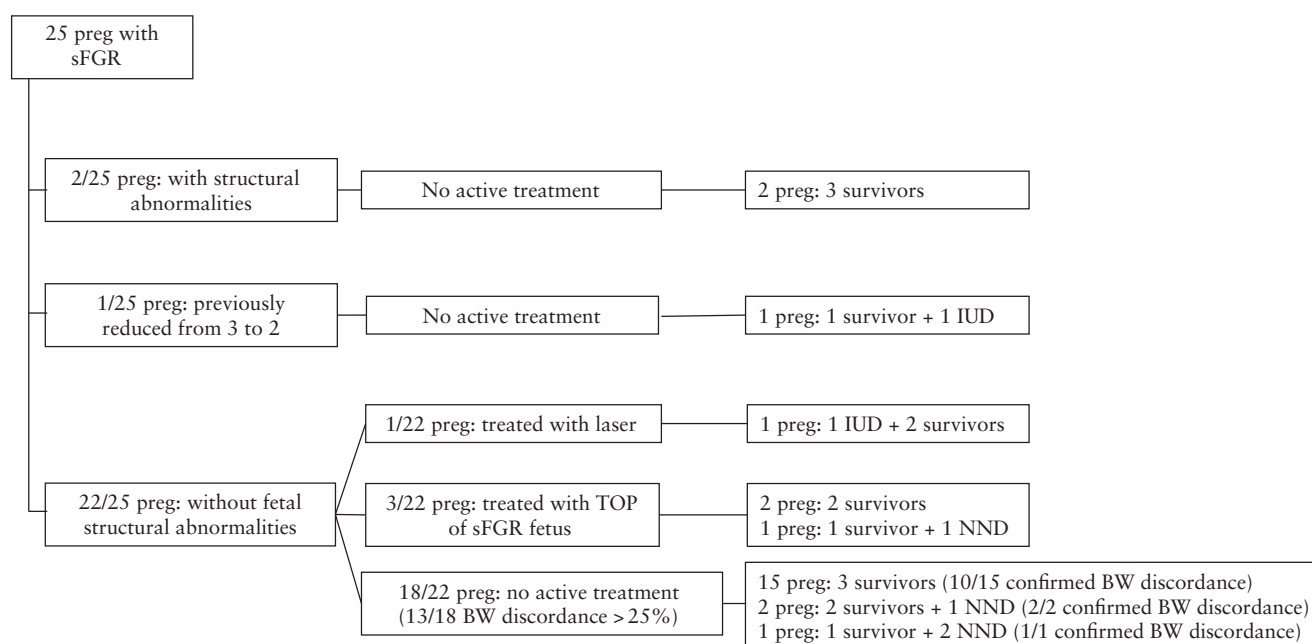 25 preg with
sFGR
2/25 preg: with structural
abnormalities
No active treatment
2 preg: 3 survivors
1/25 preg: previously
reduced from 3 to 2
No active treatment
1 preg: 1 survivor + 1 IUD
1/22 preg: treated with laser
1 preg: 1 IUD + 2 survivors
22/25 preg: without fetal
structural abnormalities
3/22 preg: treated with TOP
of sFGR fetus
2 preg: 2 survivors
1 preg: 1 survivor + 1 NND
18/22 preg: no active treatment
(13/18 BW discordance >25%)
15 preg: 3 survivors (10/15 confirmed BW discordance)
2 preg: 2 survivors + 1 NND (2/2 confirmed BW discordance)
1 preg: 1 survivor + 2 NND (1/1 confirmed BW discordance)